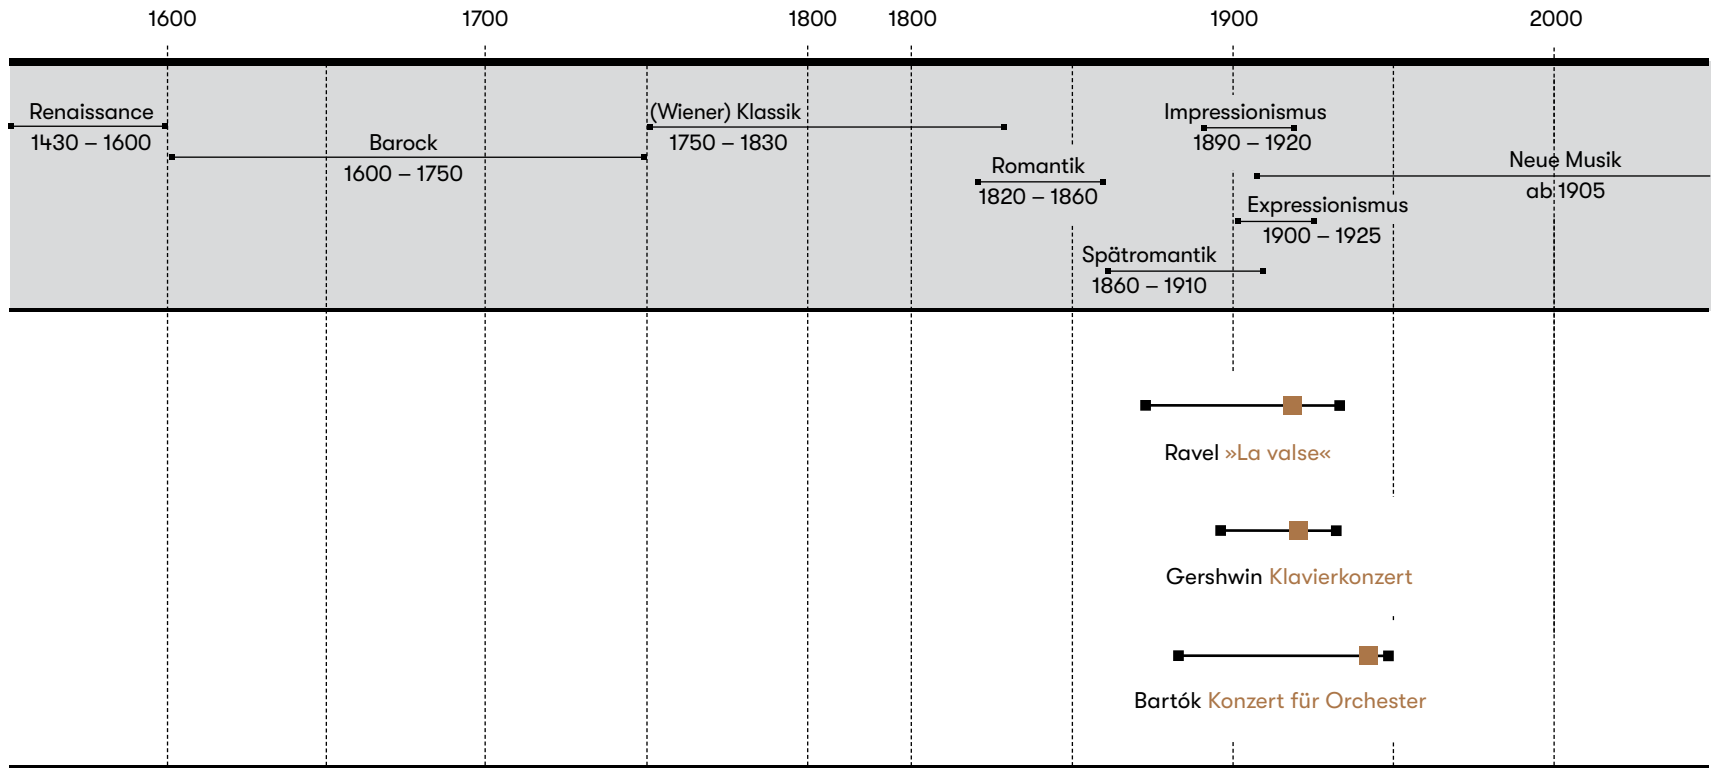 1600 1700 1800 1800 1900 2000
Renaissance
1430 – 1600
Barock
1600 – 1750
(Wiener) Klassik
1750 – 1830
Romantik
1820 – 1860
Impressionismus
1890 – 1920
Neue Musik
ab 1905
Expressionismus
1900 – 1925
Spätromantik
1860 – 1910
Ravel »La valse«
Gershwin Klavierkonzert
Bartók Konzert für Orchester